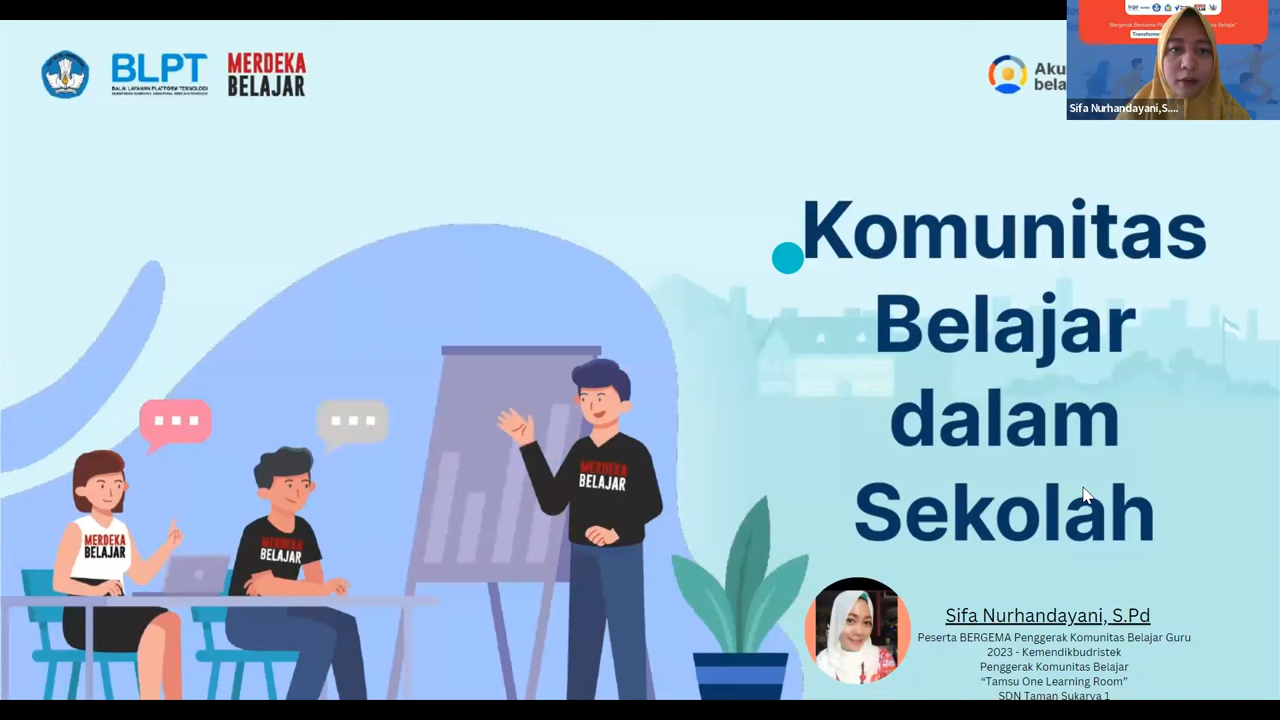 BLPT
BALAI LAYANAN PLATFORM TEKNOLOGI
MERDEKA
BELAJAR
Aku
bela
Sifa Nurhandayani,S....
Komunitas
Belajar
dalam
Sekolah
MERDEKA
BELAJAR
MERDEKA
BELAJAR
MERDEKA
BELAJAR
Sifa Nurhandayani, S.Pd
Peserta BERGEMA Penggerak Komunitas Belajar Guru
2023 - Kemendikbudristek
Penggerak Komunitas Belajar
“Tamsu One Learning Room”
SDN Taman Sukarya 1